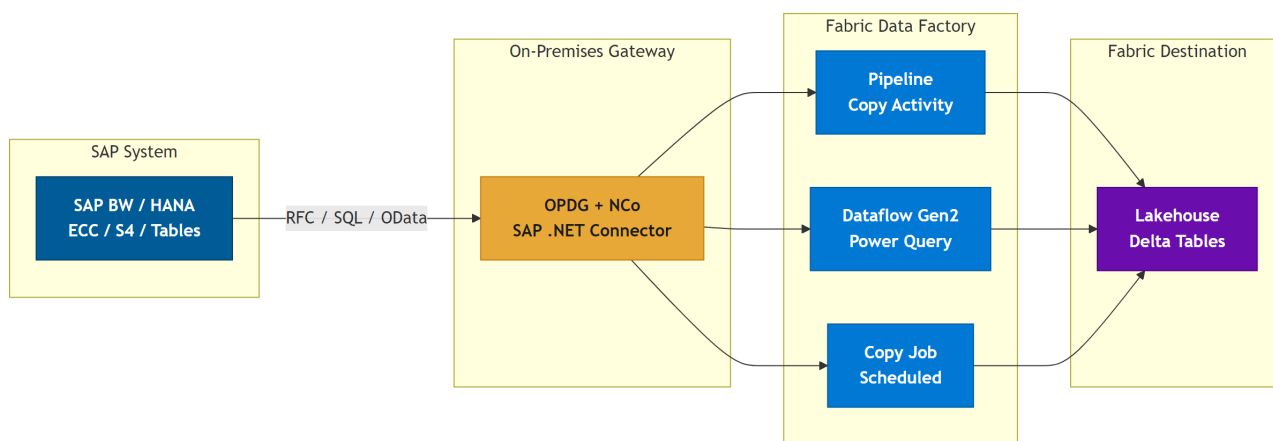 SAP System
SAP BW / HANA
ECC / S4 / Tables
RFC / SQL / OData
On-Premises Gateway
OPDG + NCo
SAP .NET Connector
Fabric Data Factory
Pipeline
Copy Activity
Dataflow Gen2
Power Query
Copy Job
Scheduled
Fabric Destination
Lakehouse
Delta Tables